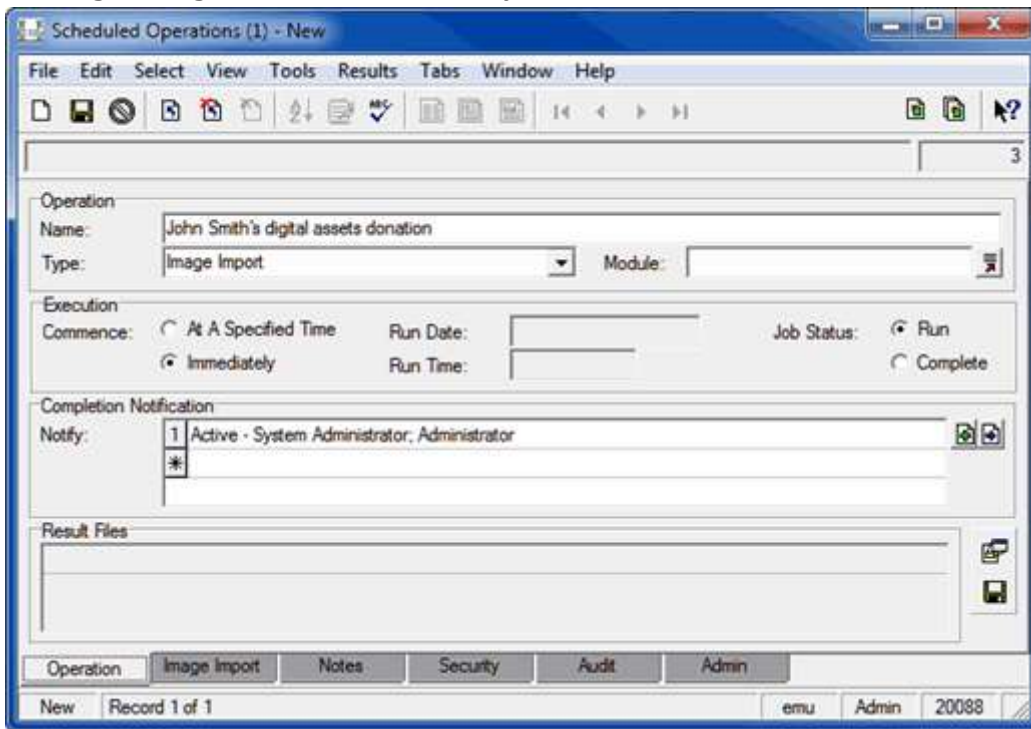 Scheduled Operations (1) - New
File Edit Select View Tools Results Tabs Window Help
3
Operation
Name: John Smith's digital assets donation
Type: Image Import Module:
Execution
Commence: At A Specified Time Run Date: Job Status: Run
Immediately Run Time: Complete
Completion Notification
Notify: 1 Active - System Administrator; Administrator
*
Result Files
Operation Image Import Notes Security Audit Admin
New Record 1 of 1 emu Admin 20088